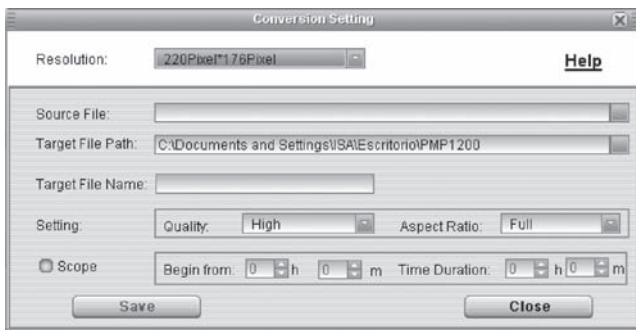 Conversion Setting
Resolution: 220Pixel*176Pixel Help
Source File:
Target File Path: C:\Documents and Settings\ISA\Escritorio\PMP1200
Target File Name:
Setting: Quality: High Aspect Ratio: Full
Scope Begin from: 0 h 0 m Time Duration: 0 h 0 m
Save Close